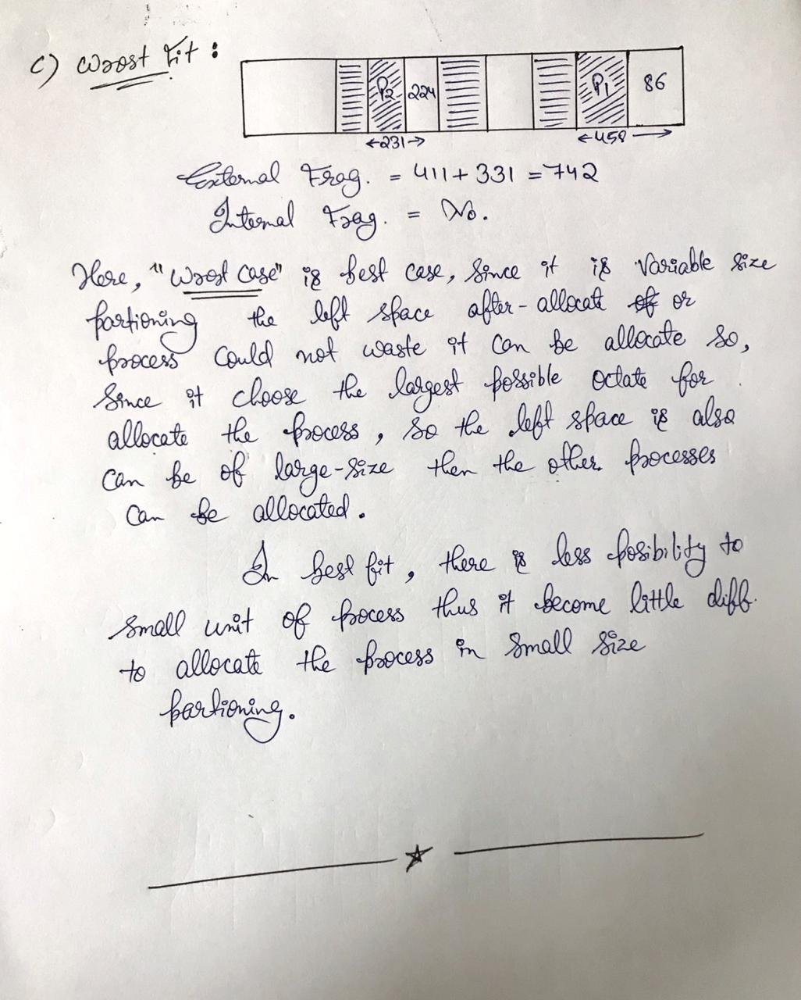 c) Worst Fit :
P2 224 P1 86
←231→ ←458→
External Frag. = 411 + 331 = 742
Internal Frag. = No.
Here, "Worst Case" is best case, Since it is Variable size
partioning the left space after-allocate of or
process could not waste it can be allocate so,
Since it choose the largest possible octate for
allocate the process, so the left space is also
can be of large-size then the other processes
can be allocated.
In best fit, there is less posibility to
small unit of process thus it become little diff.
to allocate the process in small size
partioning.